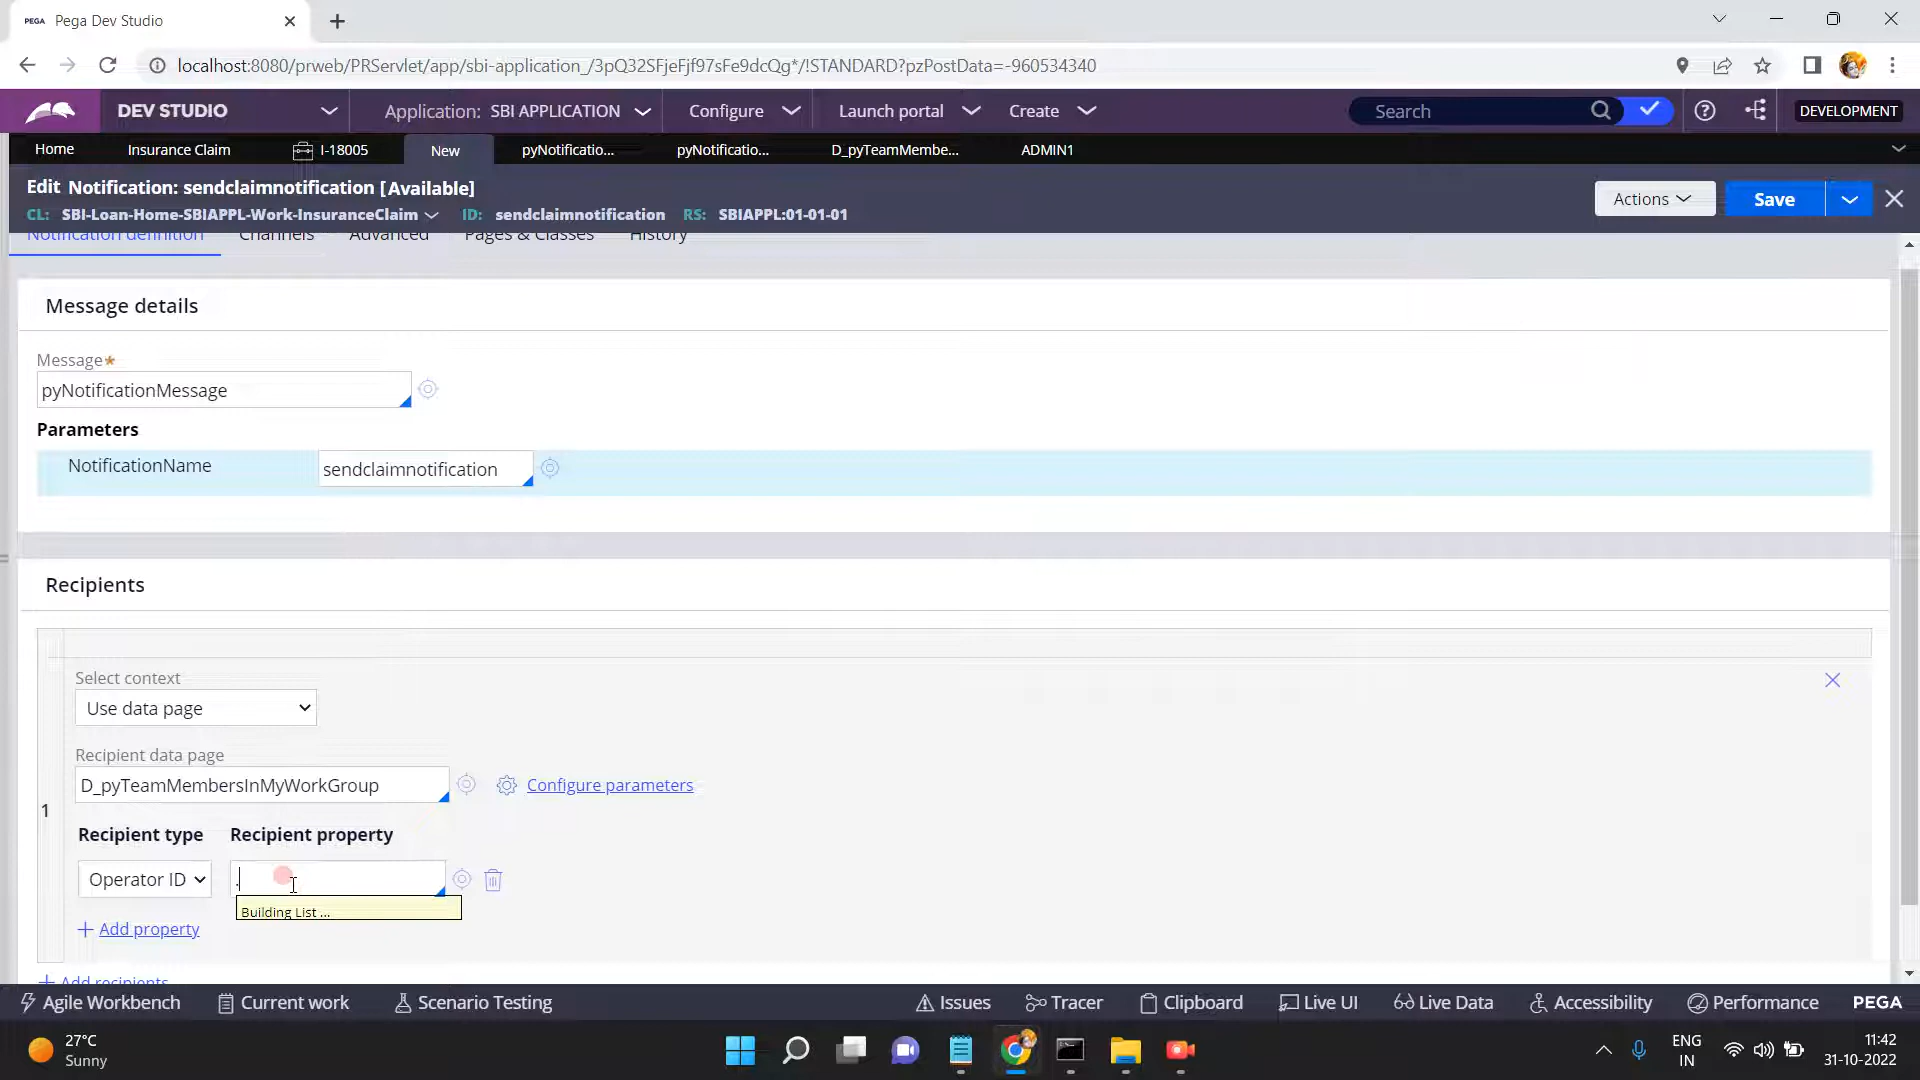 PEGA Pega Dev Studio
localhost:8080/prweb/PRServlet/app/sbi-application_/3pQ32SFjeFjf97sFe9dcQg*/!STANDARD?pzPostData=-960534340
DEV STUDIO Application: SBI APPLICATION Configure Launch portal Create Search DEVELOPMENT
Home Insurance Claim I-18005 New pyNotificatio... pyNotificatio... D_pyTeamMembe... ADMIN1
Edit Notification: sendclaimnotification [Available]
CL: SBI-Loan-Home-SBIAPPL-Work-InsuranceClaim ID: sendclaimnotification RS: SBIAPPL:01-01-01
Actions Save
Notification definition Channels Advanced Pages & Classes History
Message details
Message*
pyNotificationMessage
Parameters
NotificationName sendclaimnotification
Recipients
Select context
Use data page
Recipient data page
D_pyTeamMembersInMyWorkGroup Configure parameters
1
Recipient type Recipient property
Operator ID .
Building List ...
+ Add property
+ Add recipients
Agile Workbench Current work Scenario Testing Issues Tracer Clipboard Live UI Live Data Accessibility Performance PEGA
27°C
Sunny
ENG
IN
11:42
31-10-2022